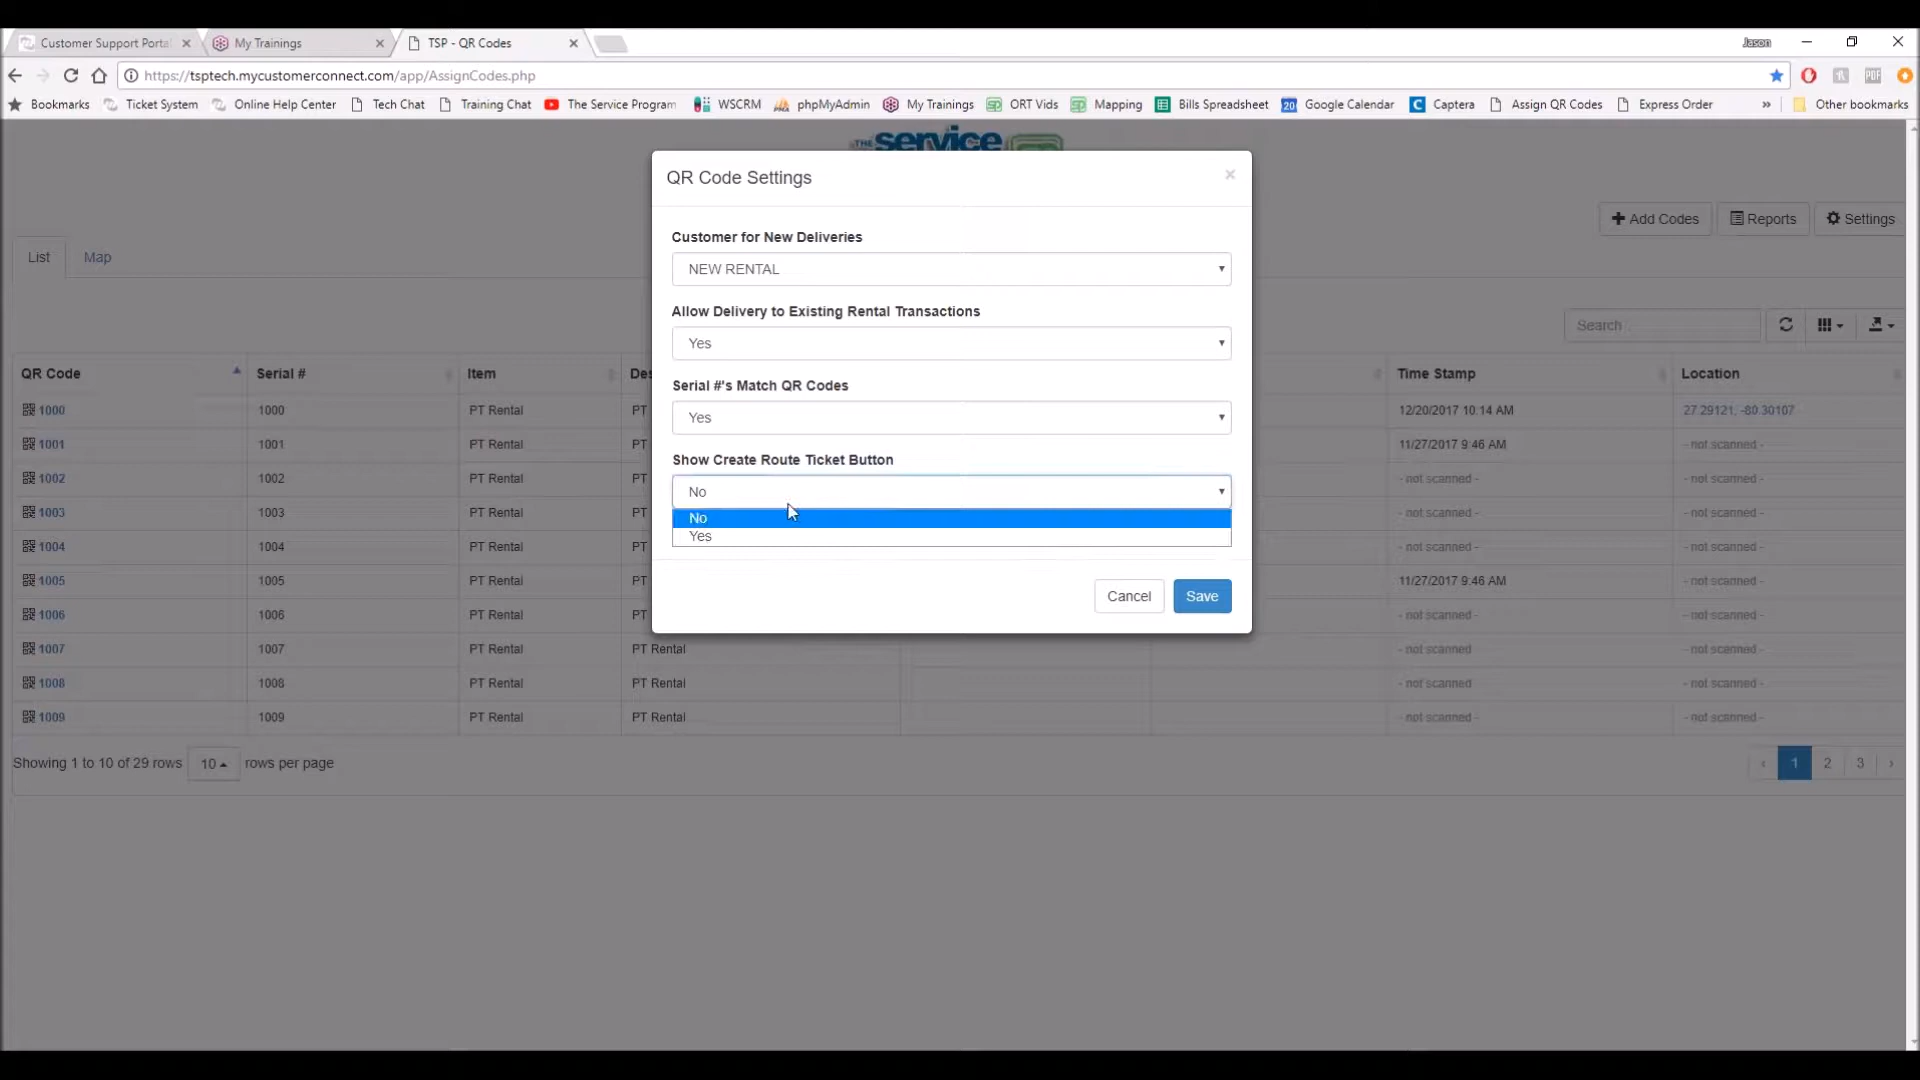 Customer Support Porta
My Trainings
TSP - QR Codes
Jason
https://tsptech.mycustomerconnect.com/app/AssignCodes.php
Bookmarks Ticket System Online Help Center Tech Chat Training Chat The Service Program WSCRM phpMyAdmin My Trainings ORT Vids Mapping Bills Spreadsheet Google Calendar Captera Assign QR Codes Express Order » Other bookmarks
THE service
QR Code Settings ×
Add Codes Reports Settings
List Map
Customer for New Deliveries
NEW RENTAL
Allow Delivery to Existing Rental Transactions
Yes
Search
Serial #'s Match QR Codes
Yes
Show Create Route Ticket Button
No
No
Yes
Cancel Save
QR Code Serial # Item Des Time Stamp Location
1000 1000 PT Rental PT 12/20/2017 10:14 AM 27.29121, -80.30107
1001 1001 PT Rental PT 11/27/2017 9:46 AM - not scanned -
1002 1002 PT Rental PT - not scanned - - not scanned -
1003 1003 PT Rental PT - not scanned - - not scanned -
1004 1004 PT Rental PT - not scanned - - not scanned -
1005 1005 PT Rental PT 11/27/2017 9:46 AM - not scanned -
1006 1006 PT Rental PT - not scanned - - not scanned -
1007 1007 PT Rental PT Rental - not scanned - not scanned -
1008 1008 PT Rental PT Rental - not scanned - not scanned -
1009 1009 PT Rental PT Rental - not scanned - not scanned -
Showing 1 to 10 of 29 rows 10 rows per page ‹ 1 2 3 ›